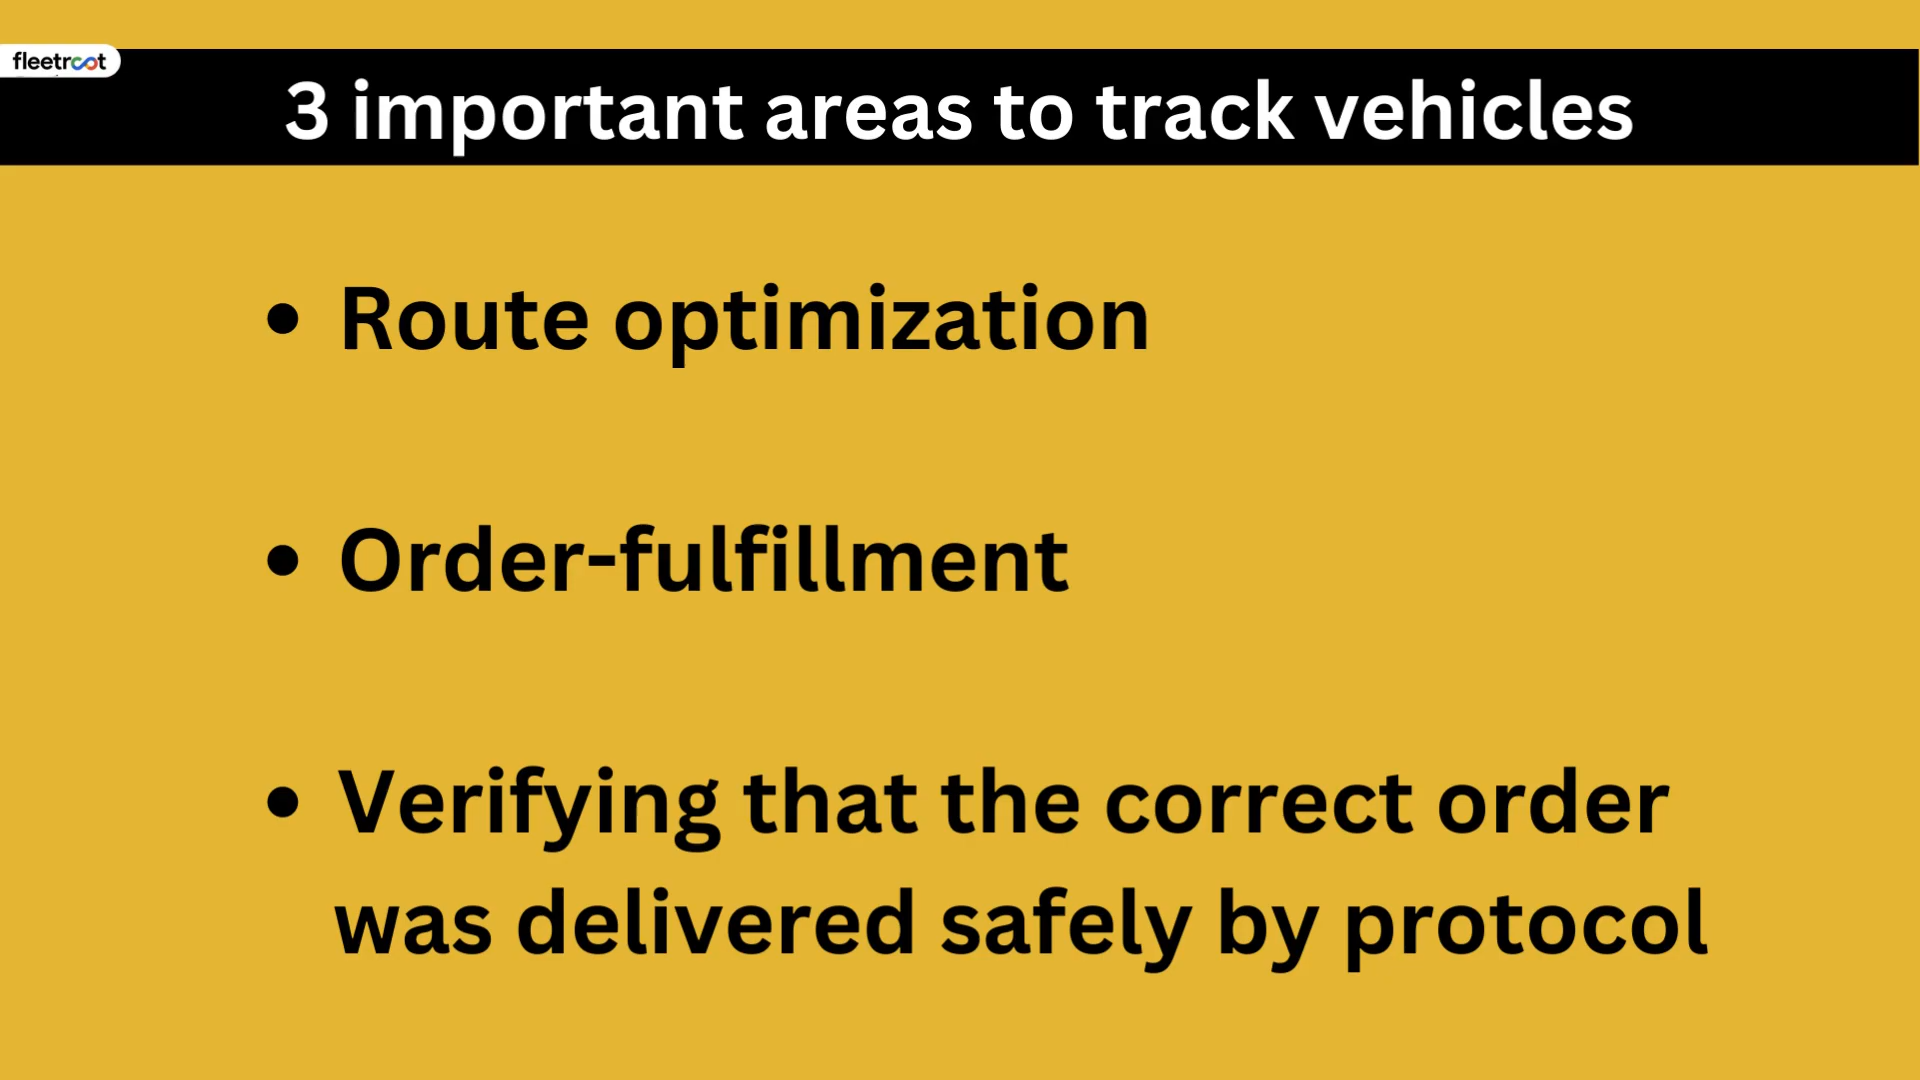 fleetroot
3 important areas to track vehicles
• Route optimization
• Order-fulfillment
• Verifying that the correct order
was delivered safely by protocol